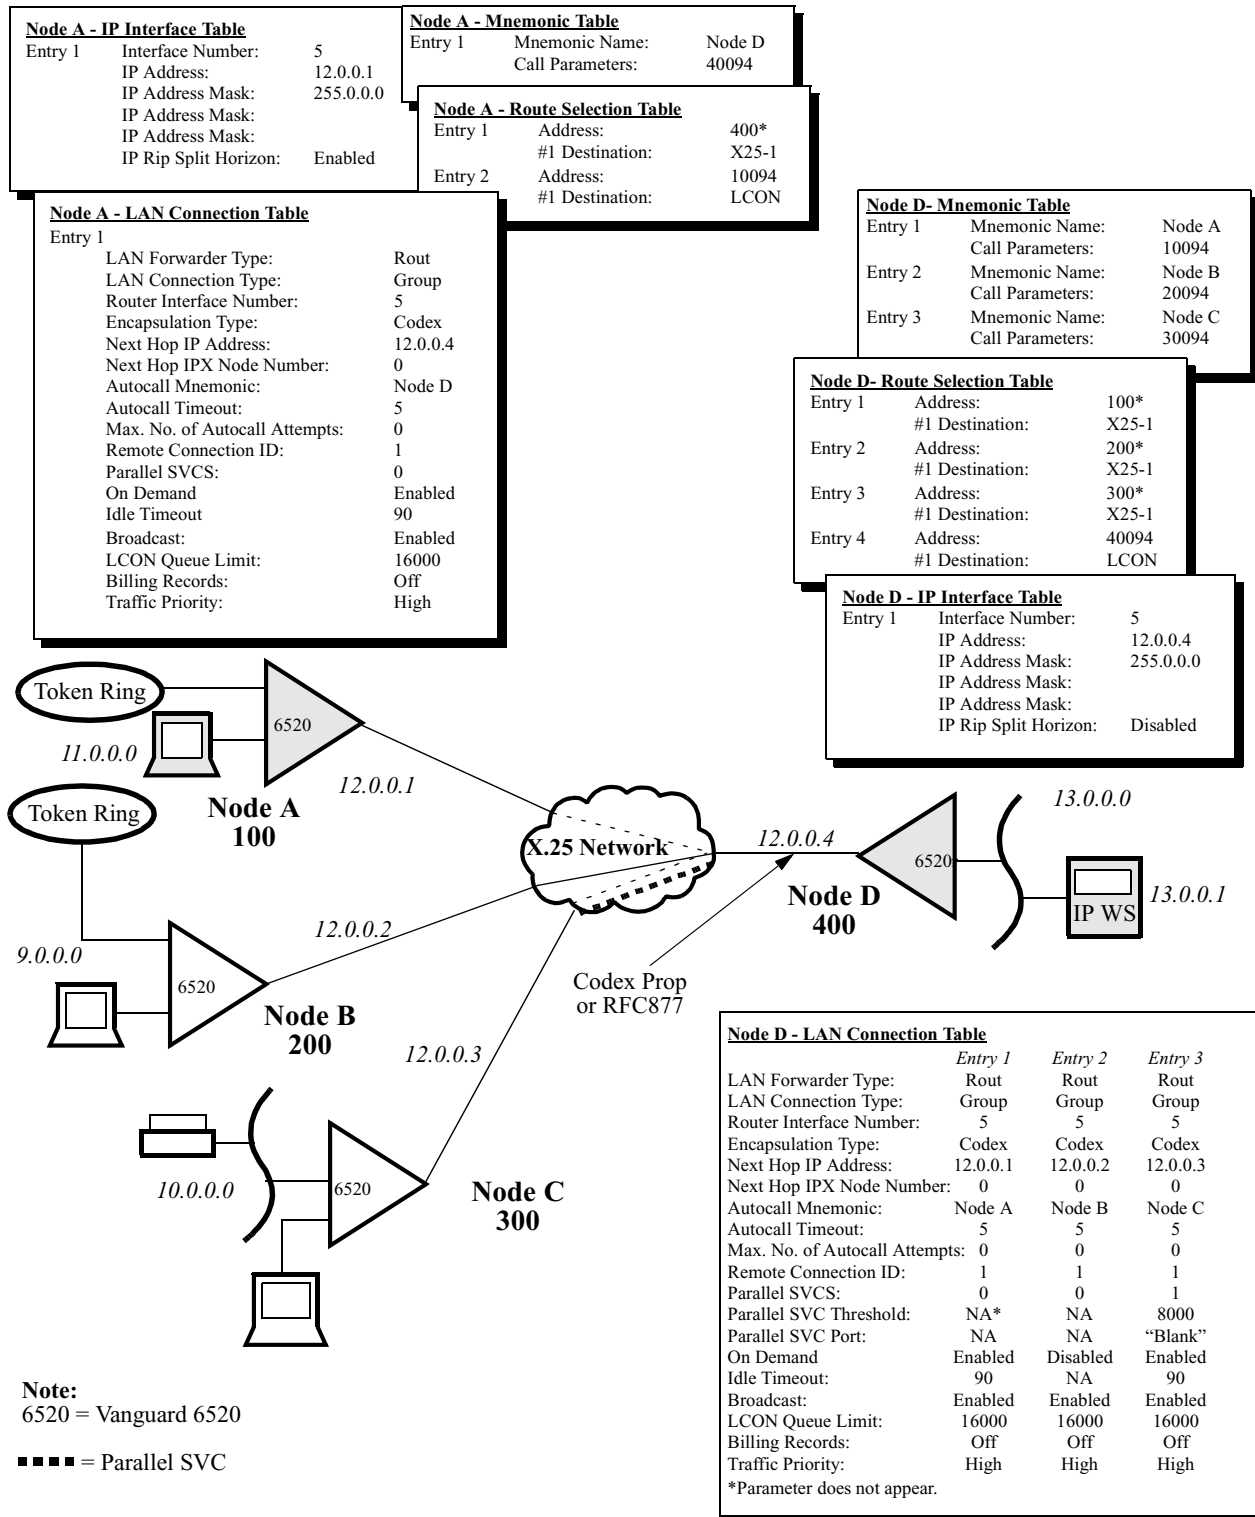 Node A - IP Interface Table
Entry 1 Interface Number: 5
IP Address: 12.0.0.1
IP Address Mask: 255.0.0.0
IP Address Mask:
IP Address Mask:
IP Rip Split Horizon: Enabled
Node A - Mnemonic Table
Entry 1 Mnemonic Name: Node D
Call Parameters: 40094
Node A - Route Selection Table
Entry 1 Address: 400*
#1 Destination: X25-1
Entry 2 Address: 10094
#1 Destination: LCON
Node A - LAN Connection Table
Entry 1
LAN Forwarder Type: Rout
LAN Connection Type: Group
Router Interface Number: 5
Encapsulation Type: Codex
Next Hop IP Address: 12.0.0.4
Next Hop IPX Node Number: 0
Autocall Mnemonic: Node D
Autocall Timeout: 5
Max. No. of Autocall Attempts: 0
Remote Connection ID: 1
Parallel SVCS: 0
On Demand Enabled
Idle Timeout 90
Broadcast: Enabled
LCON Queue Limit: 16000
Billing Records: Off
Traffic Priority: High
Node D- Mnemonic Table
Entry 1 Mnemonic Name: Node A
Call Parameters: 10094
Entry 2 Mnemonic Name: Node B
Call Parameters: 20094
Entry 3 Mnemonic Name: Node C
Call Parameters: 30094
Node D- Route Selection Table
Entry 1 Address: 100*
#1 Destination: X25-1
Entry 2 Address: 200*
#1 Destination: X25-1
Entry 3 Address: 300*
#1 Destination: X25-1
Entry 4 Address: 40094
#1 Destination: LCON
Node D - IP Interface Table
Entry 1 Interface Number: 5
IP Address: 12.0.0.4
IP Address Mask: 255.0.0.0
IP Address Mask:
IP Address Mask:
IP Rip Split Horizon: Disabled
Token Ring
6520
11.0.0.0
12.0.0.1
Node A
100
Token Ring
X.25 Network
12.0.0.4
13.0.0.0
6520
Node D
400
IP WS
13.0.0.1
12.0.0.2
9.0.0.0
6520
Node B
200
Codex Prop
or RFC877
12.0.0.3
10.0.0.0
6520
Node C
300
Node D - LAN Connection Table
Entry 1 Entry 2 Entry 3
LAN Forwarder Type: Rout Rout Rout
LAN Connection Type: Group Group Group
Router Interface Number: 5 5 5
Encapsulation Type: Codex Codex Codex
Next Hop IP Address: 12.0.0.1 12.0.0.2 12.0.0.3
Next Hop IPX Node Number: 0 0 0
Autocall Mnemonic: Node A Node B Node C
Autocall Timeout: 5 5 5
Max. No. of Autocall Attempts: 0 0 0
Remote Connection ID: 1 1 1
Parallel SVCS: 0 0 1
Parallel SVC Threshold: NA* NA 8000
Parallel SVC Port: NA NA “Blank”
On Demand Enabled Disabled Enabled
Idle Timeout: 90 NA 90
Broadcast: Enabled Enabled Enabled
LCON Queue Limit: 16000 16000 16000
Billing Records: Off Off Off
Traffic Priority: High High High
*Parameter does not appear.
Note:
6520 = Vanguard 6520
= Parallel SVC